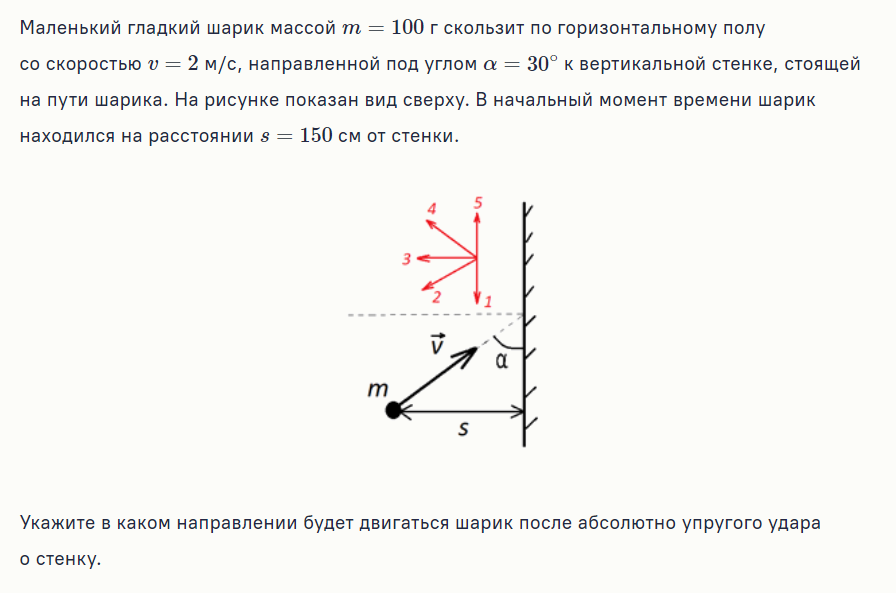 Маленький гладкий шарик массой m = 100 г скользит по горизонтальному полу
со скоростью v = 2 м/с, направленной под углом α = 30° к вертикальной стенке, стоящей
на пути шарика. На рисунке показан вид сверху. В начальный момент времени шарик
находился на расстоянии s = 150 см от стенки.
4
5
3
2
1
v⃗
α
m
s
Укажите в каком направлении будет двигаться шарик после абсолютно упругого удара
о стенку.